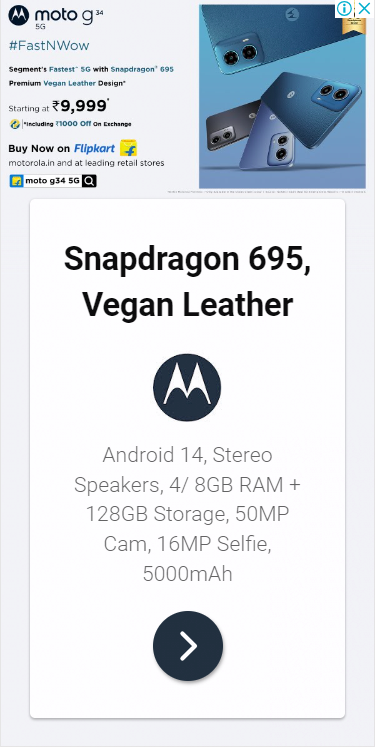 moto g34
5G
#FastNWow
Segment's Fastest~ 5G with Snapdragon® 695
Premium Vegan Leather Design*
Starting at ₹9,999*
*Including ₹1000 Off On Exchange
Buy Now on Flipkart
motorola.in and at leading retail stores
moto g34 5G
Snapdragon 695,
Vegan Leather
Android 14, Stereo
Speakers, 4/ 8GB RAM +
128GB Storage, 50MP
Cam, 16MP Selfie,
5000mAh